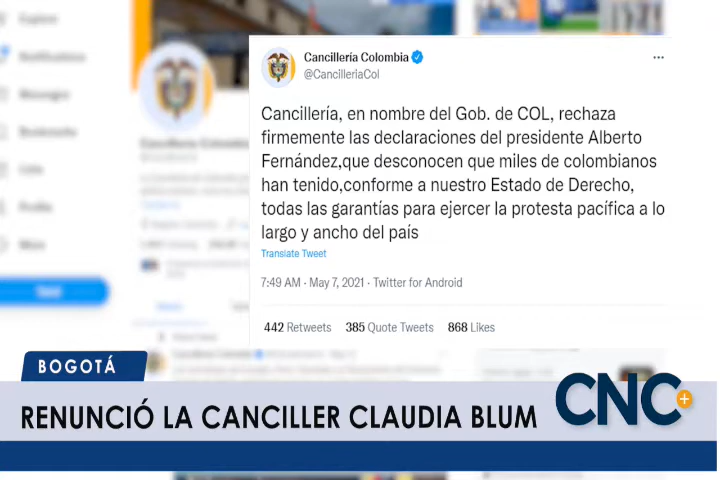 Cancillería Colombia
@CancilleriaCol
Cancillería, en nombre del Gob. de COL, rechaza
firmemente las declaraciones del presidente Alberto
Fernández,que desconocen que miles de colombianos
han tenido,conforme a nuestro Estado de Derecho,
todas las garantías para ejercer la protesta pacífica a lo
largo y ancho del país
Translate Tweet
7:49 AM · May 7, 2021 · Twitter for Android
442 Retweets 385 Quote Tweets 868 Likes
BOGOTÁ
RENUNCIÓ LA CANCILLER CLAUDIA BLUM
CNC+